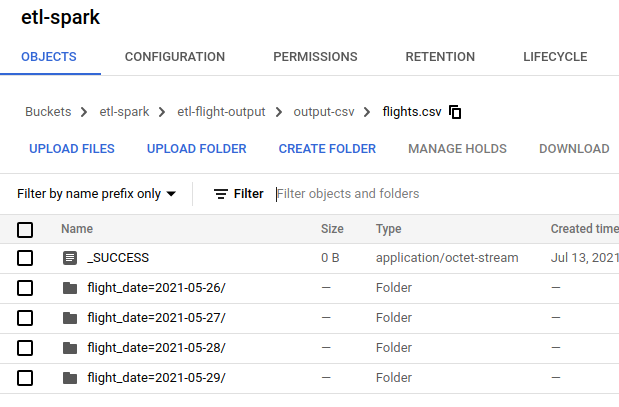 etl-spark
OBJECTS CONFIGURATION PERMISSIONS RETENTION LIFECYCLE
Buckets > etl-spark > etl-flight-output > output-csv > flights.csv
UPLOAD FILES UPLOAD FOLDER CREATE FOLDER MANAGE HOLDS DOWNLOAD
Filter by name prefix only Filter Filter objects and folders
Name Size Type Created time
_SUCCESS 0 B application/octet-stream Jul 13, 2021
flight_date=2021-05-26/ — Folder —
flight_date=2021-05-27/ — Folder —
flight_date=2021-05-28/ — Folder —
flight_date=2021-05-29/ — Folder —